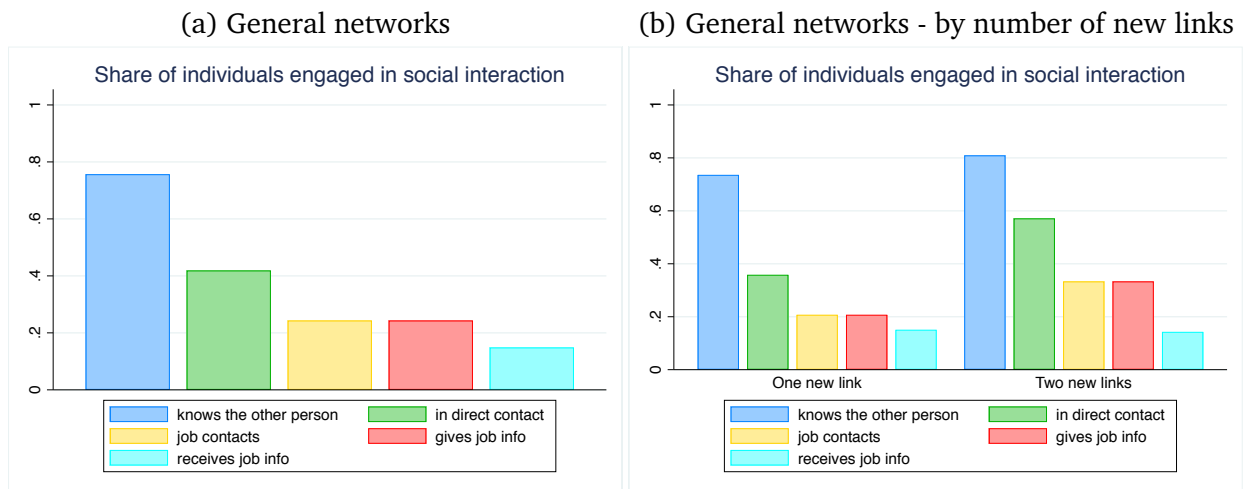 (a) General networks
Share of individuals engaged in social interaction
1
.8
.6
.4
.2
0
knows the other person
in direct contact
job contacts
gives job info
receives job info
(b) General networks - by number of new links
Share of individuals engaged in social interaction
1
.8
.6
.4
.2
0
One new link
Two new links
knows the other person
in direct contact
job contacts
gives job info
receives job info